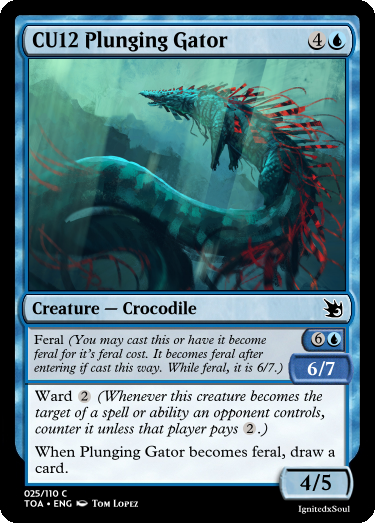 CU12 Plunging Gator 4
Creature — Crocodile
Feral (You may cast this or have it become 6
feral for it's feral cost. It becomes feral after
entering if cast this way. While feral, it is 6/7.) 6/7
Ward 2 (Whenever this creature becomes the
target of a spell or ability an opponent controls,
counter it unless that player pays 2.)
When Plunging Gator becomes feral, draw a
card.
4/5
025/110 C
TOA • ENG Tom Lopez
IgnitedxSoul